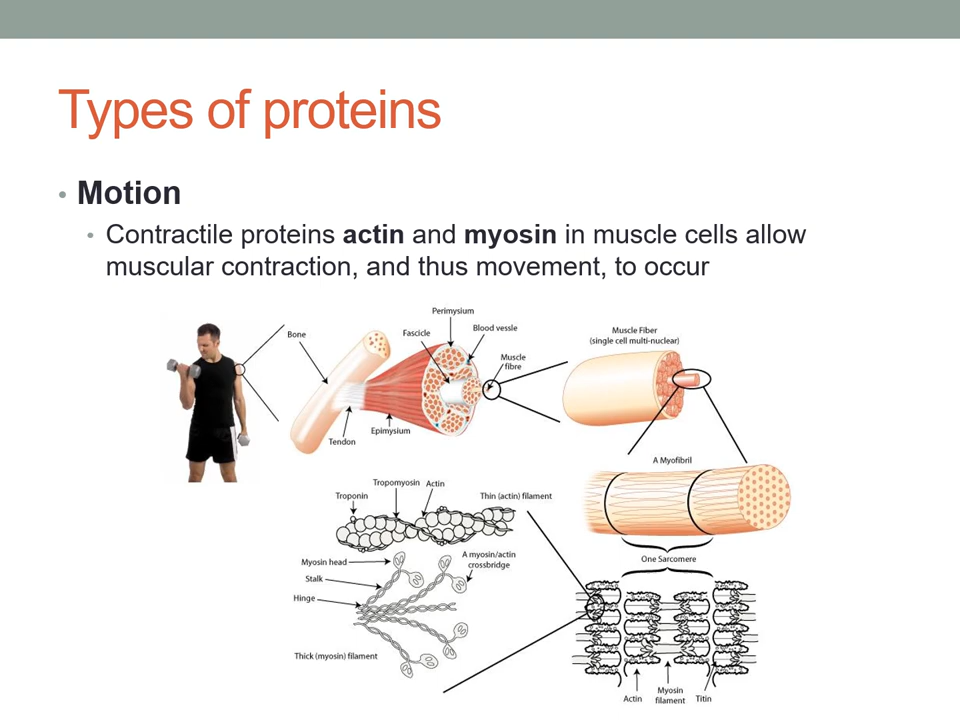 Types of proteins
• Motion
• Contractile proteins actin and myosin in muscle cells allow
muscular contraction, and thus movement, to occur
Perimysium
Bone
Fascicle
Blood vessle
Muscle
fibre
Tendon
Epimysium
Muscle Fiber
(single cell multi-nuclear)
A Myofibril
One Sarcomere
Troponin
Tropomyosin
Actin
Thin (actin) filament
Myosin head
A myosin/actin
crossbridge
Stalk
Hinge
Thick (myosin) filament
Actin
Myosin
filament
Titin